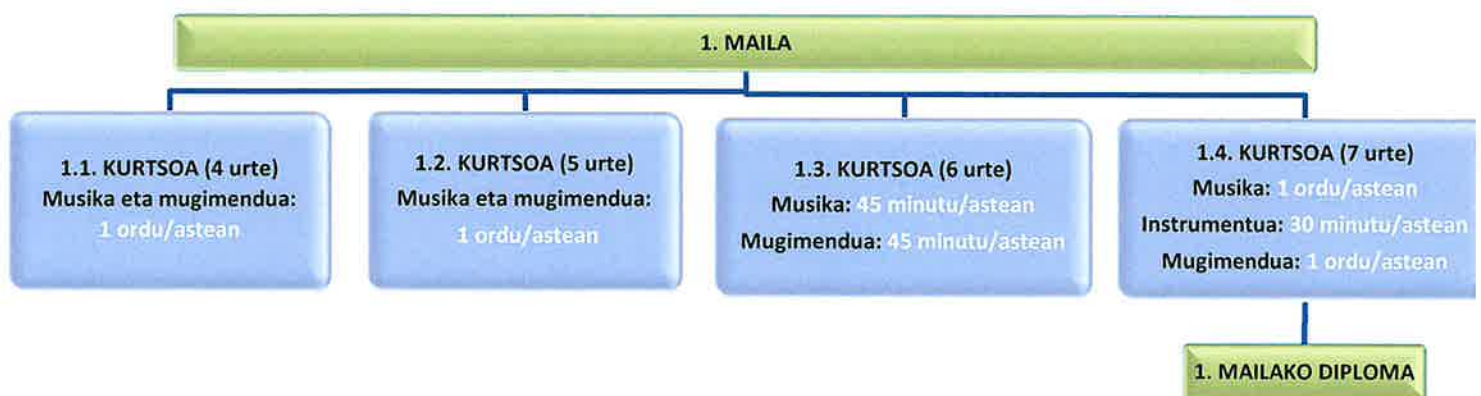 1. MAILA
1.1. KURTSOA (4 urte)
Musika eta mugimendua:
1 ordu/astean
1.2. KURTSOA (5 urte)
Musika eta mugimendua:
1 ordu/astean
1.3. KURTSOA (6 urte)
Musika: 45 minutu/astean
Mugimendua: 45 minutu/astean
1.4. KURTSOA (7 urte)
Musika: 1 ordu/astean
Instrumentua: 30 minutu/astean
Mugimendua: 1 ordu/astean
1. MAILAKO DIPLOMA